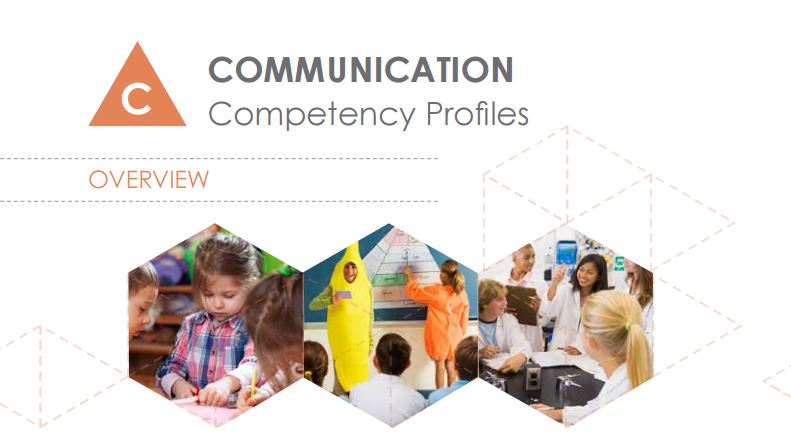 C
COMMUNICATION
Competency Profiles
OVERVIEW